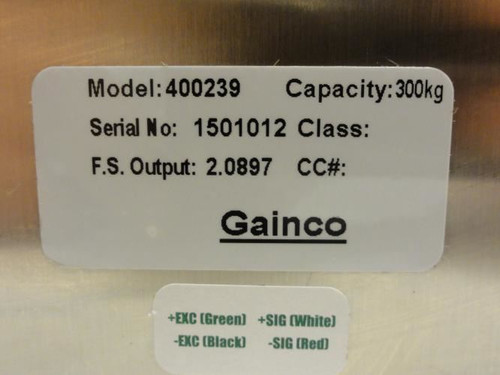 Model: 400239 Capacity: 300kg
Serial No: 1501012 Class:
F.S. Output: 2.0897 CC#:
Gainco
+EXC (Green) +SIG (White)
-EXC (Black) -SIG (Red)